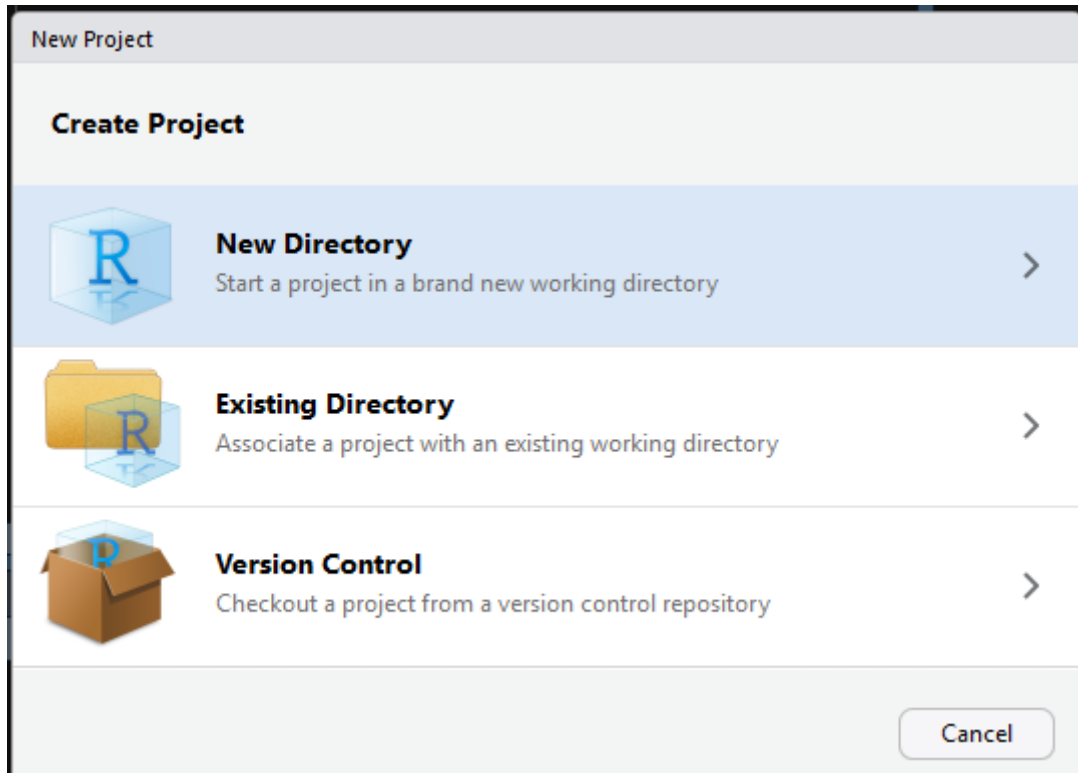 New Project
Create Project
R
New Directory
Start a project in a brand new working directory
R
Existing Directory
Associate a project with an existing working directory
R
Version Control
Checkout a project from a version control repository
Cancel